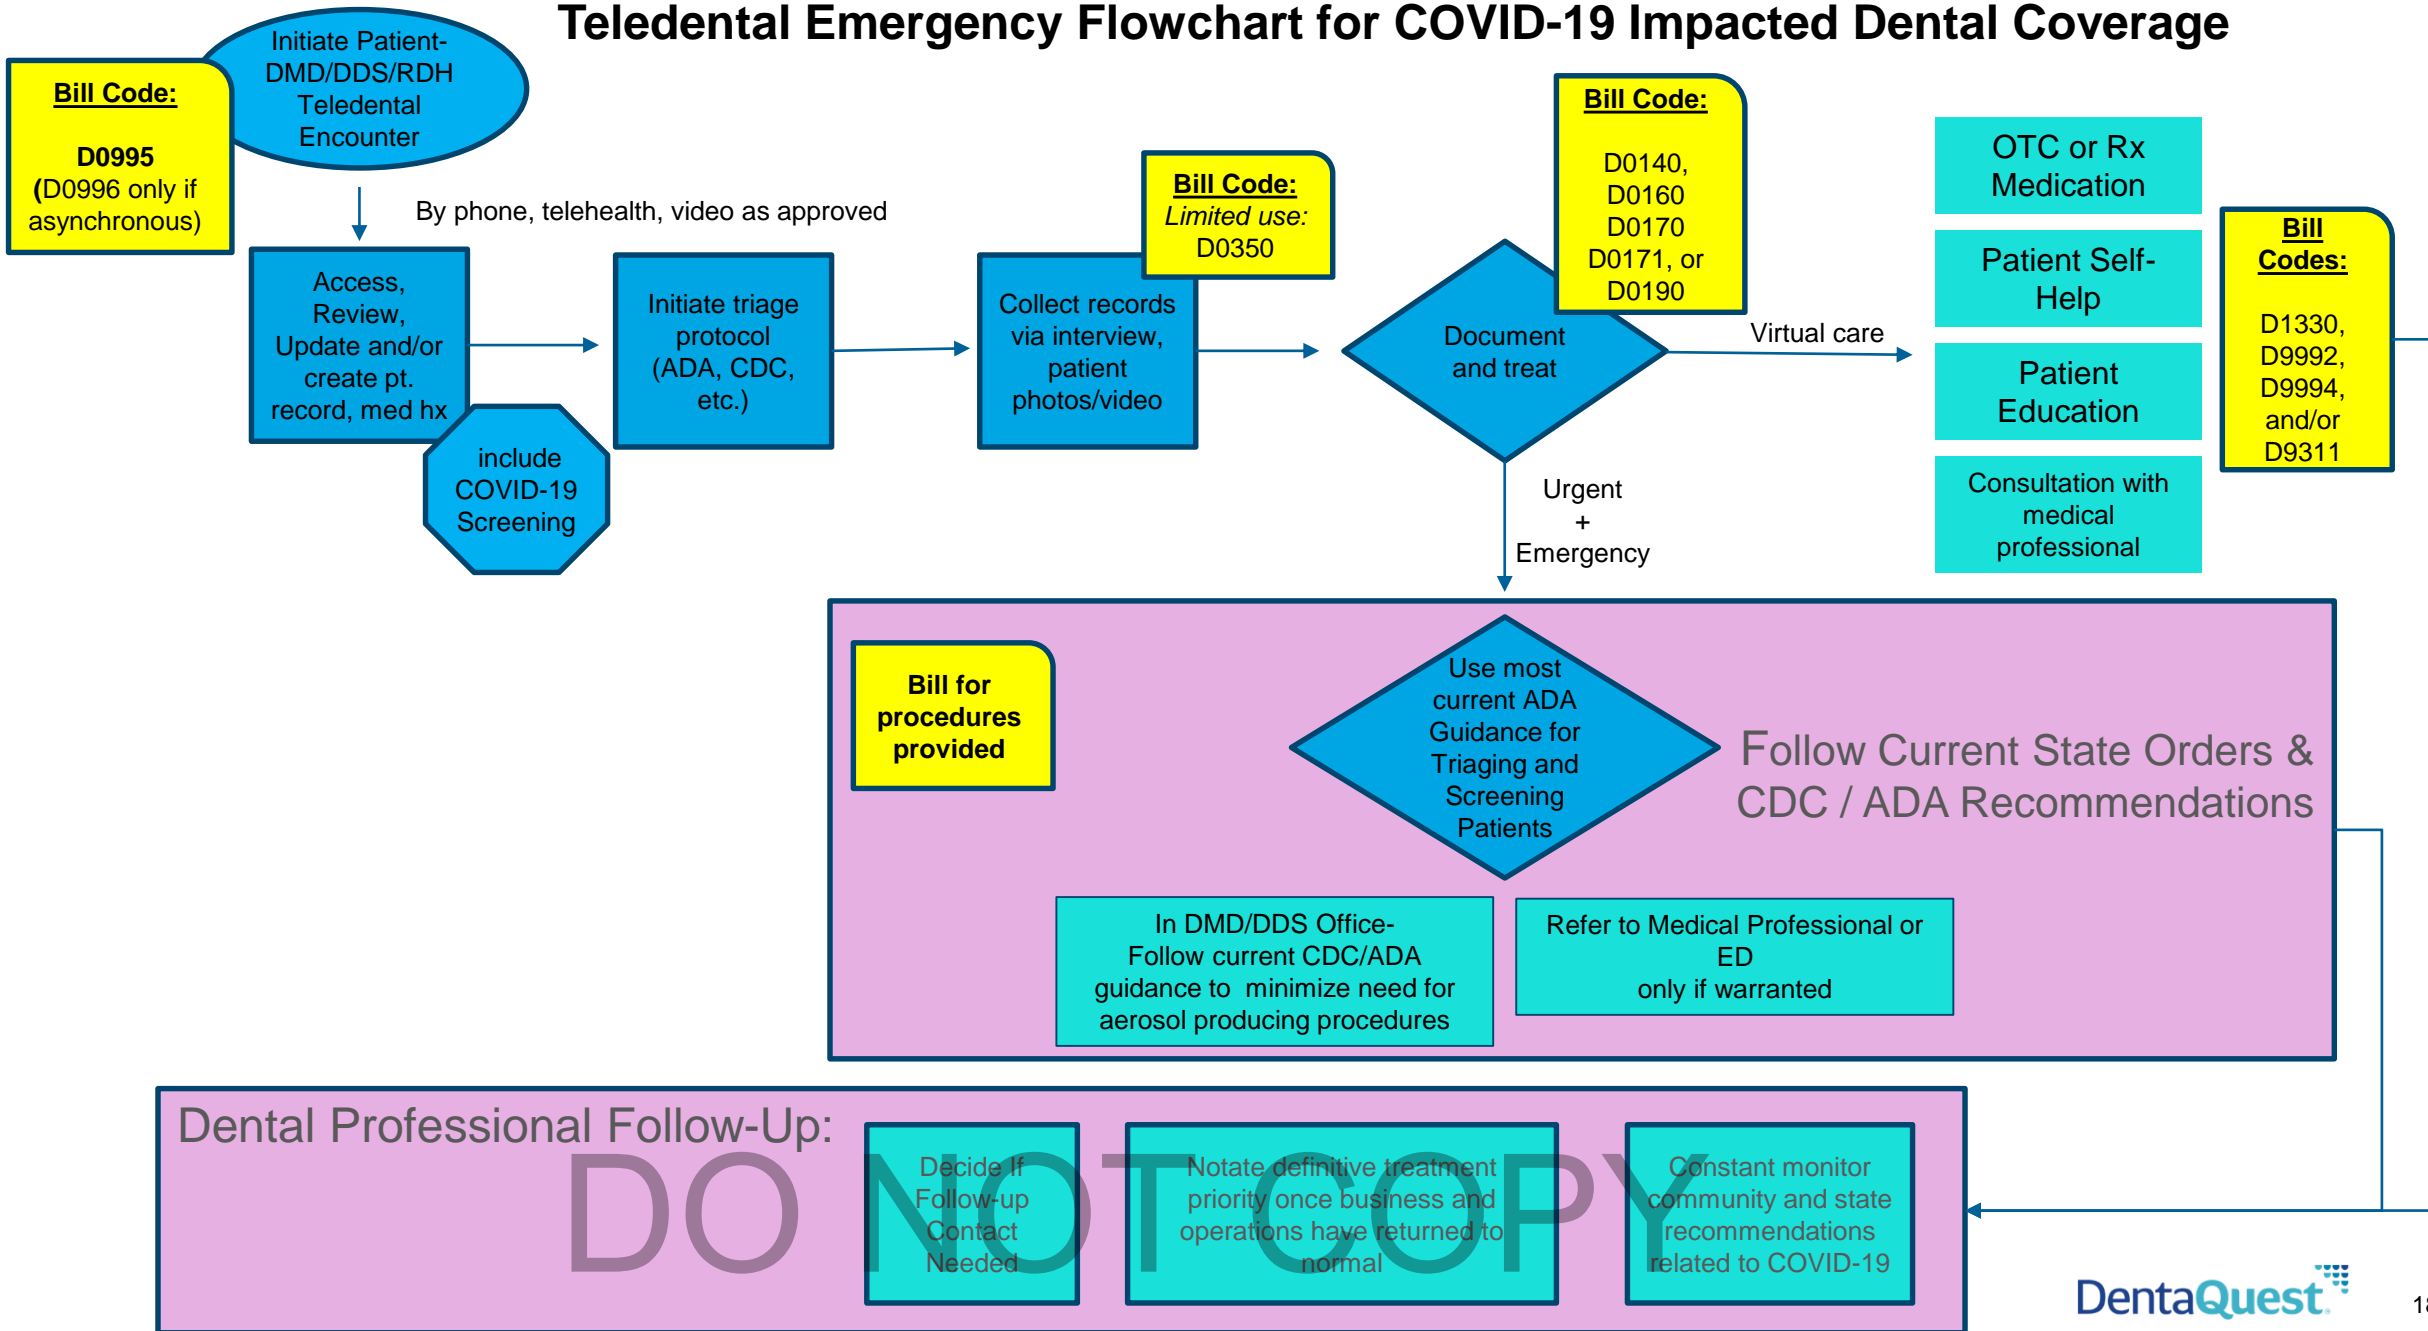 Teledental Emergency Flowchart for COVID-19 Impacted Dental Coverage
Initiate Patient-
DMD/DDS/RDH
Teledental
Encounter
Bill Code:
D0995
(D0996 only if
asynchronous)
By phone, telehealth, video as approved
Access,
Review,
Update and/or
create pt.
record, med hx
include
COVID-19
Screening
Initiate triage
protocol
(ADA, CDC,
etc.)
Bill Code:
Limited use:
D0350
Collect records
via interview,
patient
photos/video
Bill Code:
D0140,
D0160
D0170
D0171, or
D0190
Document
and treat
Virtual care
OTC or Rx
Medication
Patient Self-
Help
Patient
Education
Consultation with
medical
professional
Bill
Codes:
D1330,
D9992,
D9994,
and/or
D9311
Urgent
+
Emergency
Bill for
procedures
provided
Use most
current ADA
Guidance for
Triaging and
Screening
Patients
Follow Current State Orders &
CDC / ADA Recommendations
In DMD/DDS Office-
Follow current CDC/ADA
guidance to minimize need for
aerosol producing procedures
Refer to Medical Professional or
ED
only if warranted
Dental Professional Follow-Up:
Decide If
Follow-up
Contact
Needed
Notate definitive treatment
priority once business and
operations have returned to
normal
Constant monitor
community and state
recommendations
related to COVID-19
DO NOT COPY
DentaQuest
18